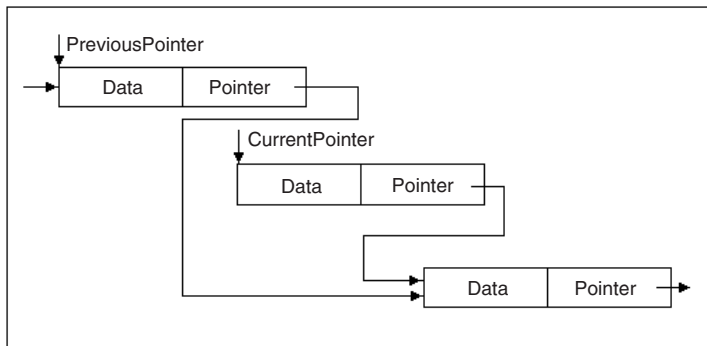 PreviousPointer
Data Pointer
CurrentPointer
Data Pointer
Data Pointer